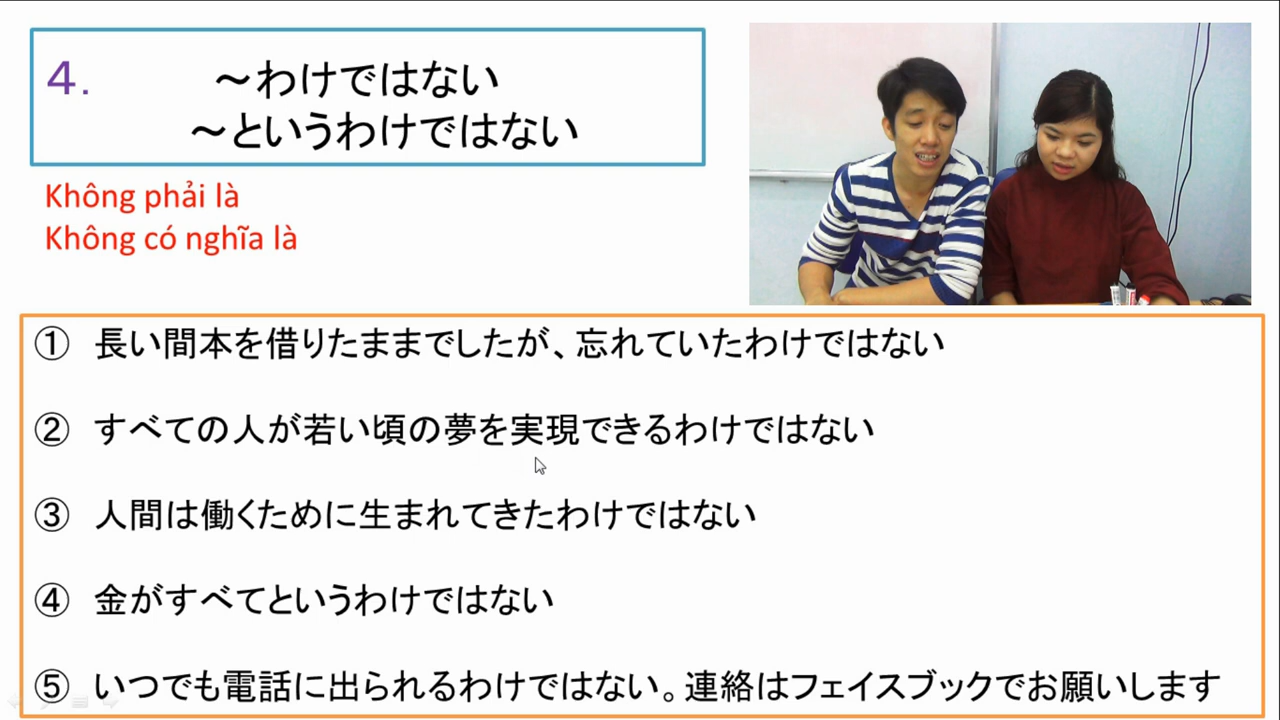 ４. ～わけではない
～というわけではない
Không phải là
Không có nghĩa là
① 長い間本を借りたままでしたが、忘れていたわけではない
② すべての人が若い頃の夢を実現できるわけではない
③ 人間は働くために生まれてきたわけではない
④ 金がすべてというわけではない
⑤ いつでも電話に出られるわけではない。連絡はフェイスブックでお願いします